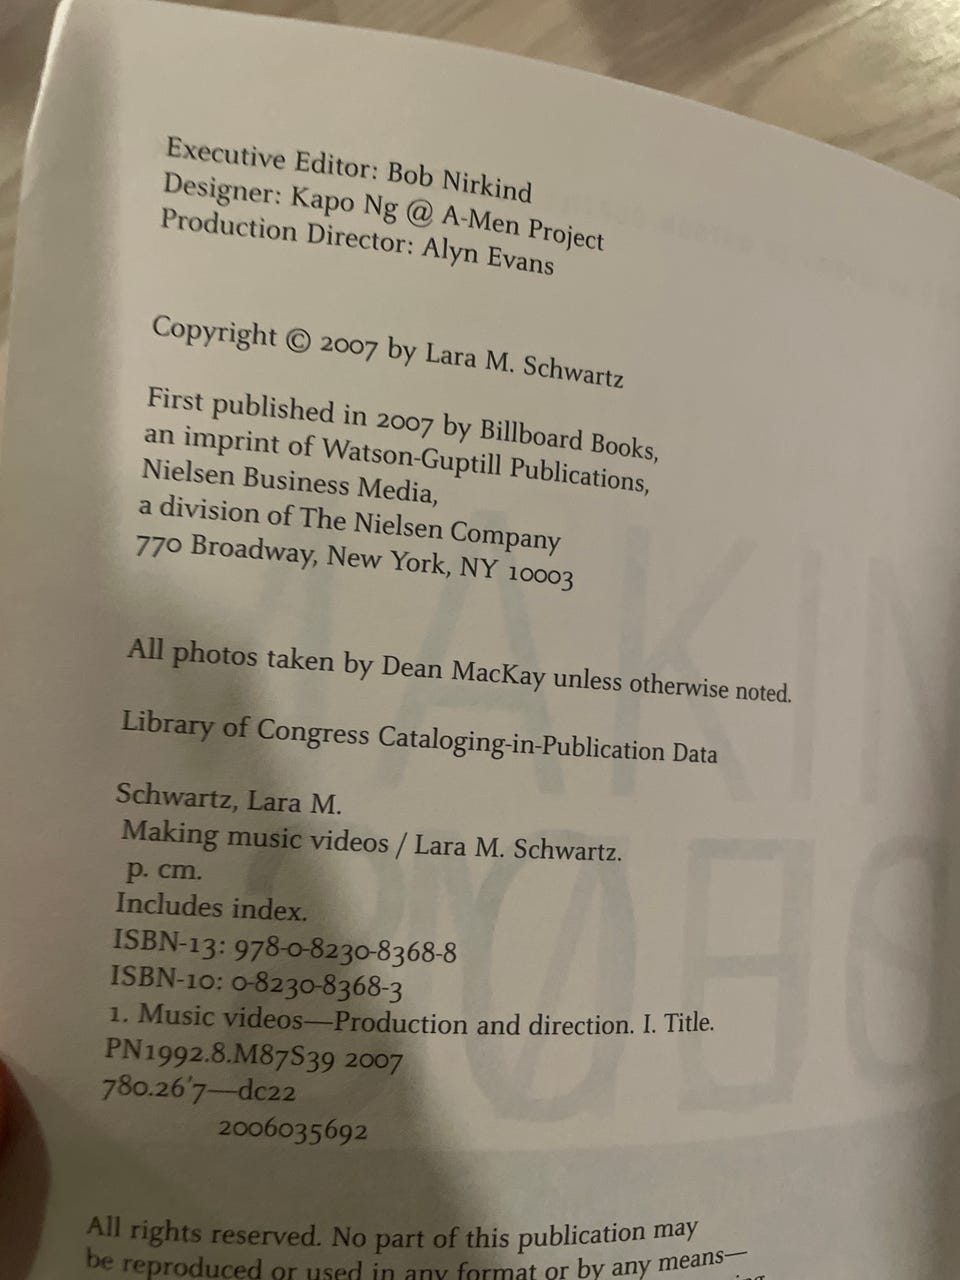 Executive Editor: Bob Nirkind
Designer: Kapo Ng @ A-Men Project
Production Director: Alyn Evans
Copyright © 2007 by Lara M. Schwartz
First published in 2007 by Billboard Books,
an imprint of Watson-Guptill Publications,
Nielsen Business Media,
a division of The Nielsen Company
770 Broadway, New York, NY 10003
All photos taken by Dean MacKay unless otherwise noted.
Library of Congress Cataloging-in-Publication Data
Schwartz, Lara M.
Making music videos / Lara M. Schwartz.
p. cm.
Includes index.
ISBN-13: 978-0-8230-8368-8
ISBN-10: 0-8230-8368-3
1. Music videos—Production and direction. I. Title.
PN1992.8.M87S39 2007
780.26'7—dc22
2006035692
All rights reserved. No part of this publication may
be reproduced or used in any format or by any means—